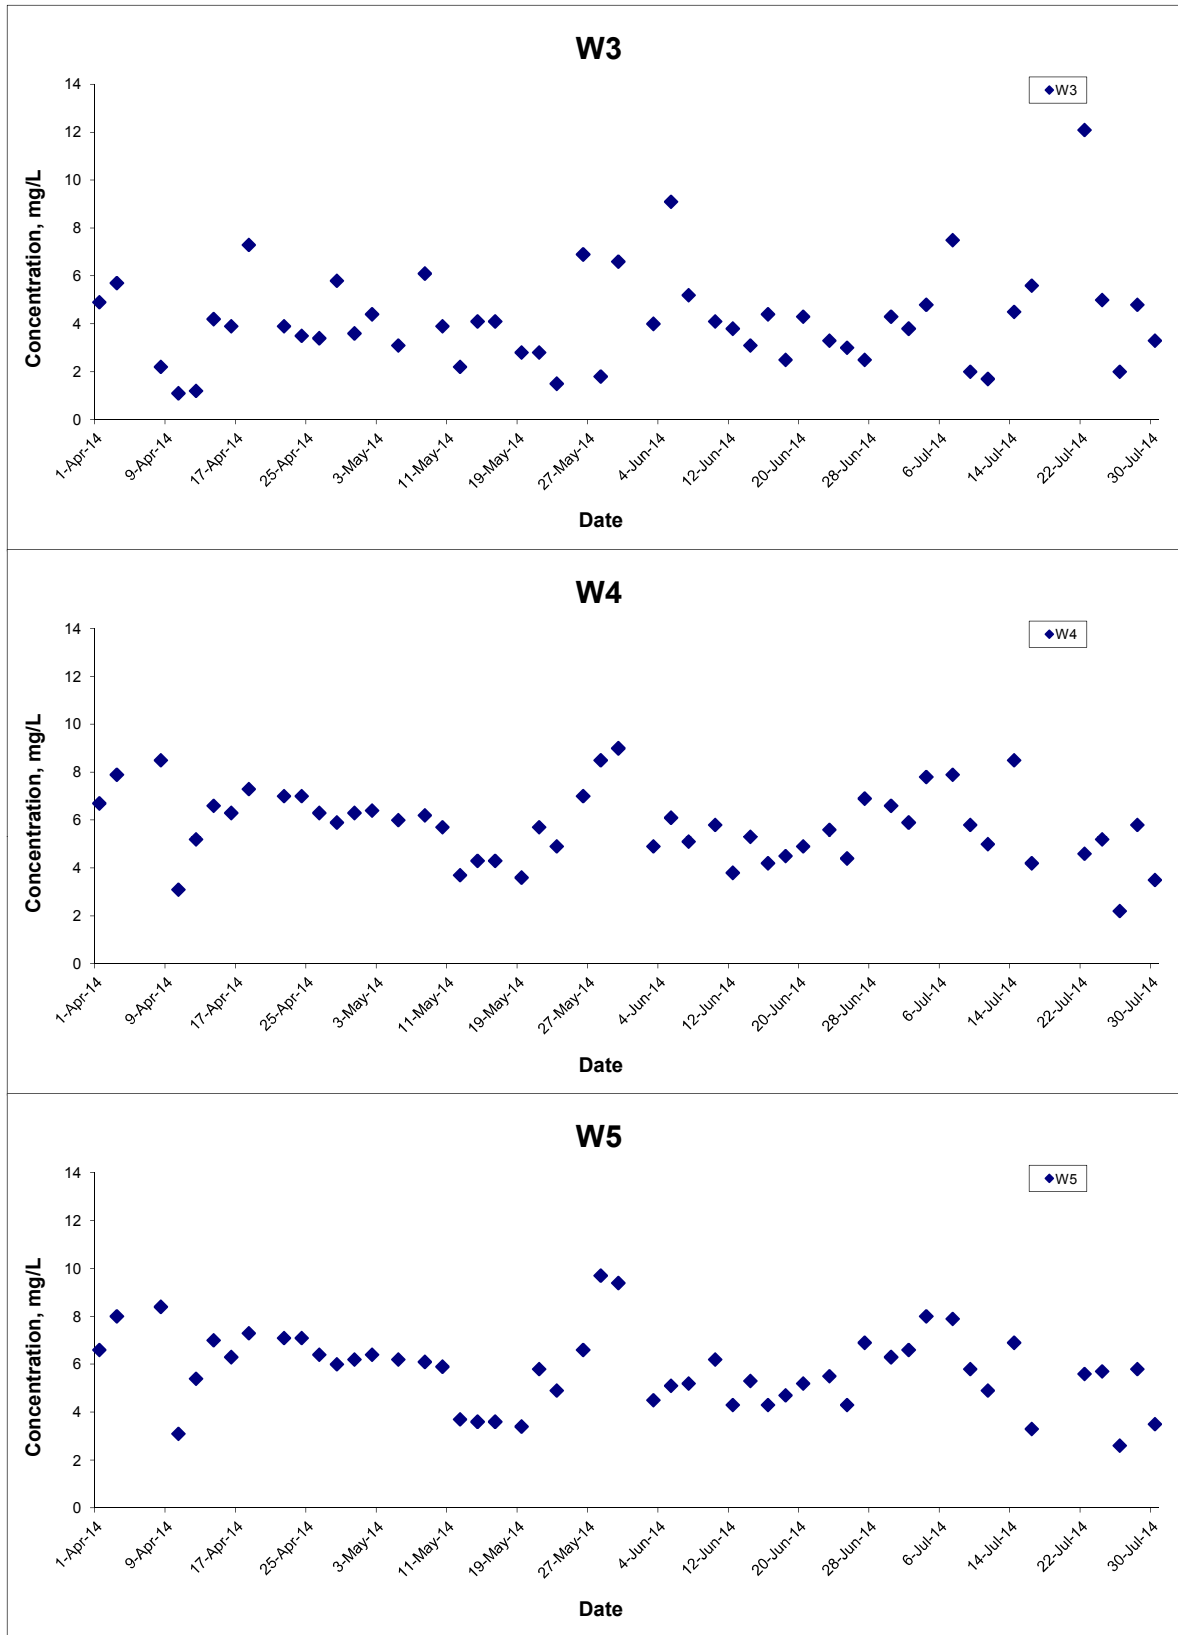 W3
W3
14
12
10
8
6
4
2
0
Concentration, mg/L
1-Apr-14 9-Apr-14 17-Apr-14 25-Apr-14 3-May-14 11-May-14 19-May-14 27-May-14 4-Jun-14 12-Jun-14 20-Jun-14 28-Jun-14 6-Jul-14 14-Jul-14 22-Jul-14 30-Jul-14
Date
W4
W4
14
12
10
8
6
4
2
0
Concentration, mg/L
1-Apr-14 9-Apr-14 17-Apr-14 25-Apr-14 3-May-14 11-May-14 19-May-14 27-May-14 4-Jun-14 12-Jun-14 20-Jun-14 28-Jun-14 6-Jul-14 14-Jul-14 22-Jul-14 30-Jul-14
Date
W5
W5
14
12
10
8
6
4
2
0
Concentration, mg/L
1-Apr-14 9-Apr-14 17-Apr-14 25-Apr-14 3-May-14 11-May-14 19-May-14 27-May-14 4-Jun-14 12-Jun-14 20-Jun-14 28-Jun-14 6-Jul-14 14-Jul-14 22-Jul-14 30-Jul-14
Date